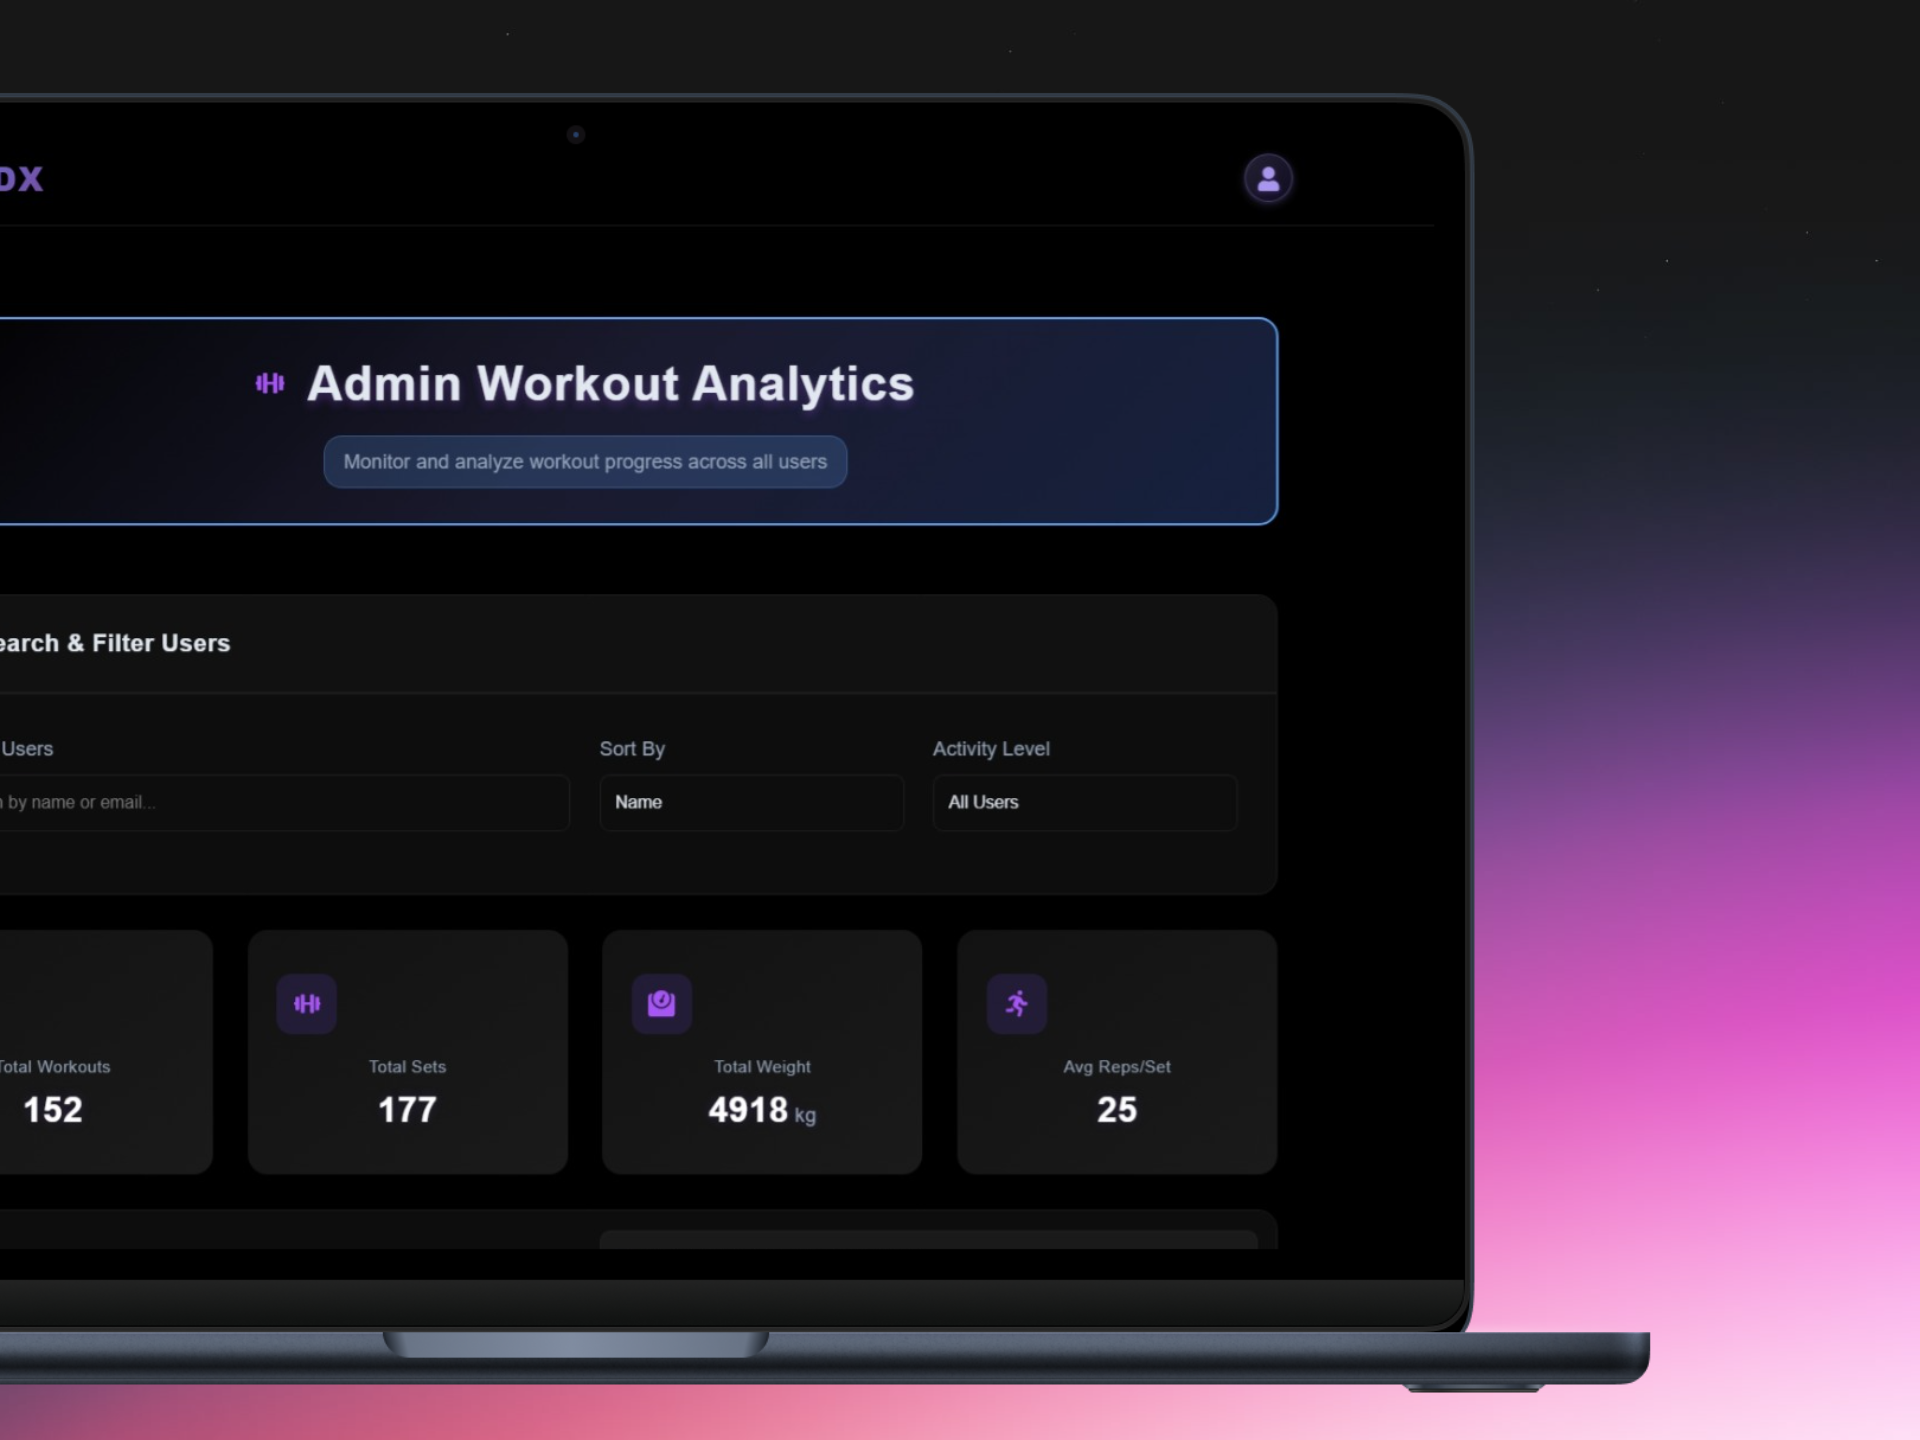 DX
Admin Workout Analytics
Monitor and analyze workout progress across all users
earch & Filter Users
Users
Sort By
Activity Level
by name or email...
Name
All Users
Total Workouts
Total Sets
Total Weight
Avg Reps/Set
152
177
4918 kg
25